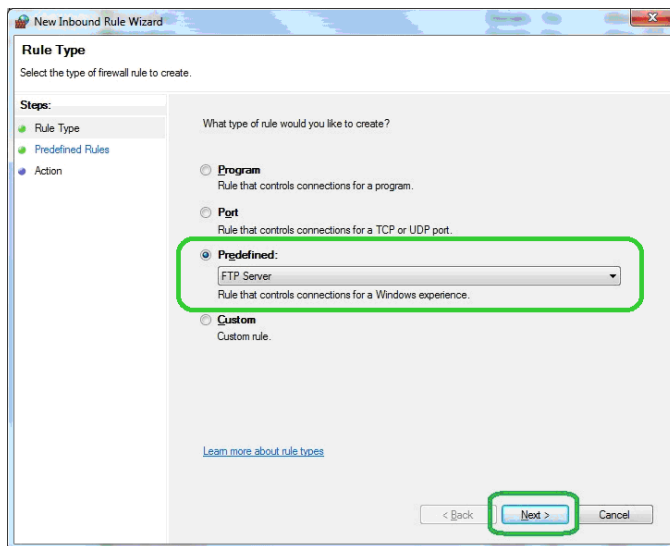 New Inbound Rule Wizard
Rule Type
Select the type of firewall rule to create.
Steps:
Rule Type
Predefined Rules
Action
What type of rule would you like to create?
Program
Rule that controls connections for a program.
Port
Rule that controls connections for a TCP or UDP port.
Predefined:
FTP Server
Rule that controls connections for a Windows experience.
Custom
Custom rule.
Learn more about rule types
< Back
Next >
Cancel